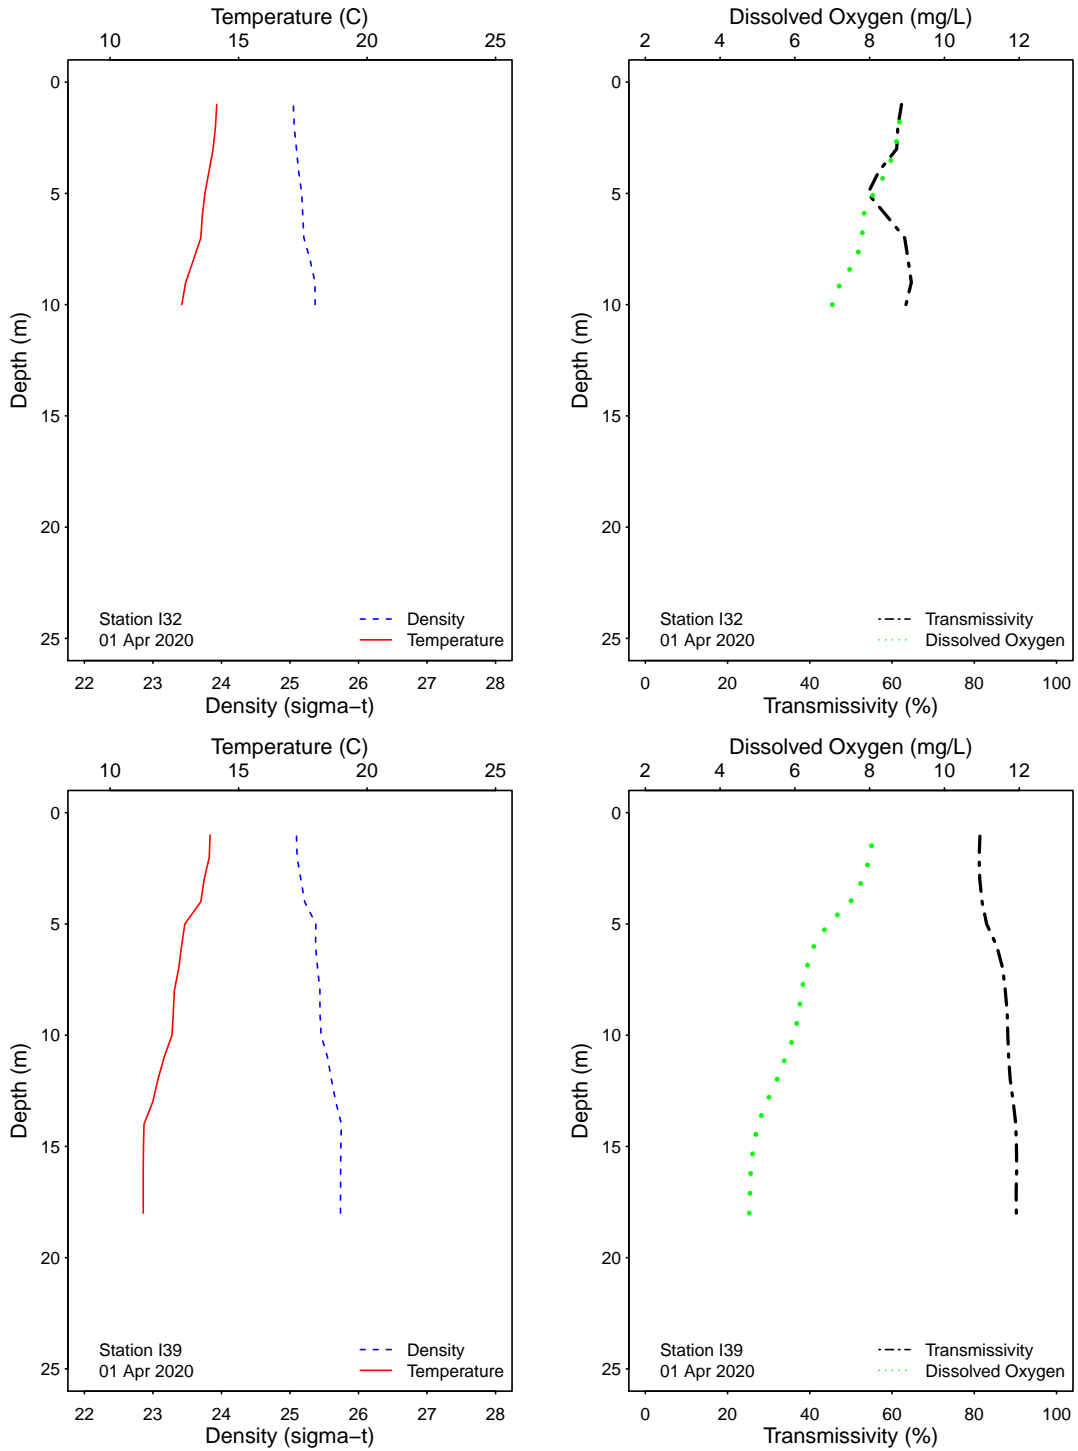 Temperature (C)
10 15 20 25
0
5
10
15
20
25
Depth (m)
Station I32
01 Apr 2020
Density
Temperature
22 23 24 25 26 27 28
Density (sigma−t)
Dissolved Oxygen (mg/L)
2 4 6 8 10 12
0
5
10
15
20
25
Depth (m)
Station I32
01 Apr 2020
Transmissivity
Dissolved Oxygen
0 20 40 60 80 100
Transmissivity (%)
Temperature (C)
10 15 20 25
0
5
10
15
20
25
Depth (m)
Station I39
01 Apr 2020
Density
Temperature
22 23 24 25 26 27 28
Density (sigma−t)
Dissolved Oxygen (mg/L)
2 4 6 8 10 12
0
5
10
15
20
25
Depth (m)
Station I39
01 Apr 2020
Transmissivity
Dissolved Oxygen
0 20 40 60 80 100
Transmissivity (%)